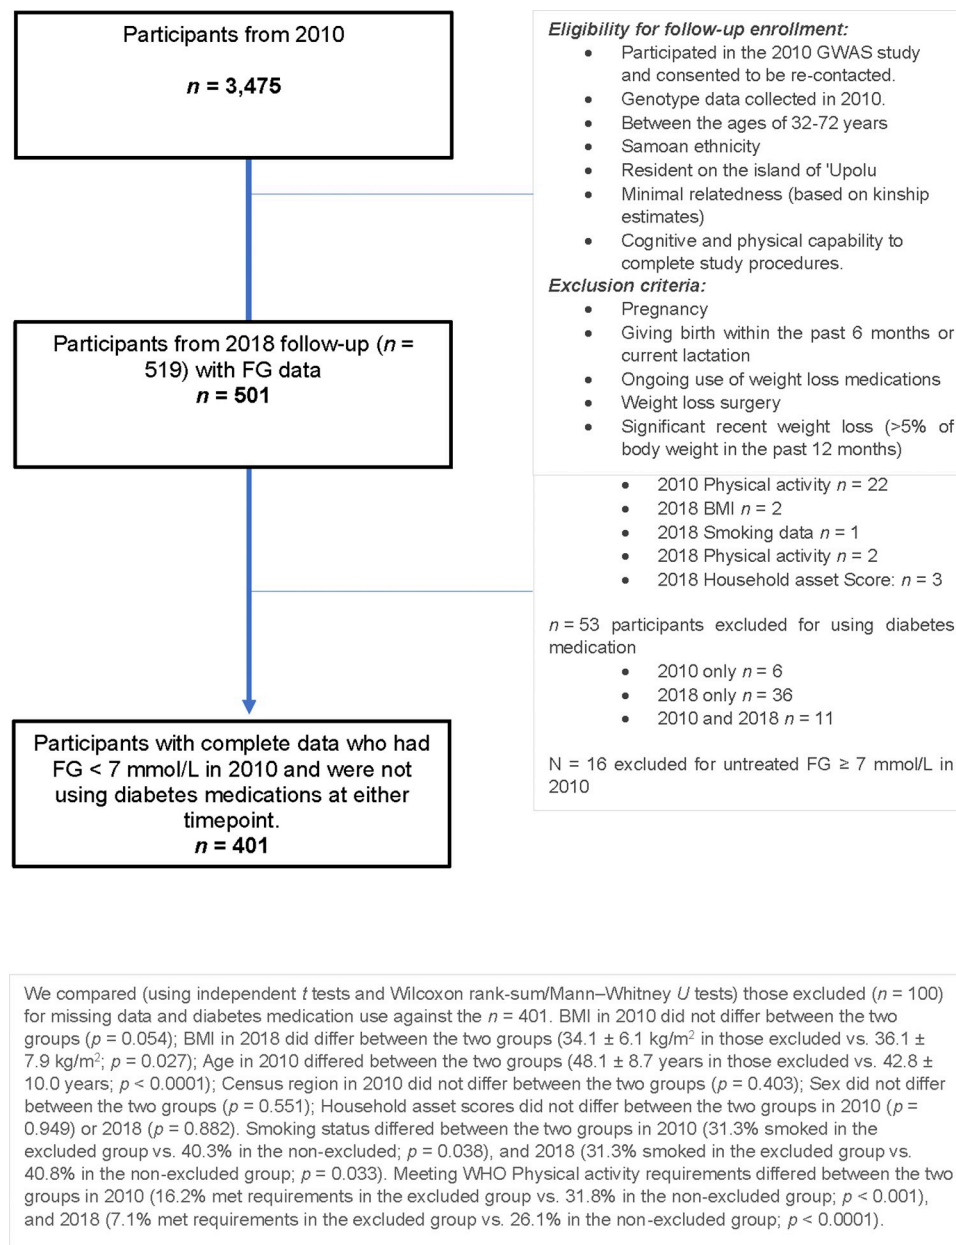 Participants from 2010
n = 3,475
Eligibility for follow-up enrollment:
• Participated in the 2010 GWAS study
and consented to be re-contacted.
• Genotype data collected in 2010.
• Between the ages of 32-72 years
• Samoan ethnicity
• Resident on the island of 'Upolu
• Minimal relatedness (based on kinship
estimates)
• Cognitive and physical capability to
complete study procedures.
Exclusion criteria:
• Pregnancy
• Giving birth within the past 6 months or
current lactation
• Ongoing use of weight loss medications
• Weight loss surgery
• Significant recent weight loss (>5% of
body weight in the past 12 months)
Participants from 2018 follow-up (n =
519) with FG data
n = 501
• 2010 Physical activity n = 22
• 2018 BMI n = 2
• 2018 Smoking data n = 1
• 2018 Physical activity n = 2
• 2018 Household asset Score: n = 3
n = 53 participants excluded for using diabetes
medication
• 2010 only n = 6
• 2018 only n = 36
• 2010 and 2018 n = 11
N = 16 excluded for untreated FG ≥ 7 mmol/L in
2010
Participants with complete data who had
FG < 7 mmol/L in 2010 and were not
using diabetes medications at either
timepoint.
n = 401
We compared (using independent t tests and Wilcoxon rank-sum/Mann–Whitney U tests) those excluded (n = 100)
for missing data and diabetes medication use against the n = 401. BMI in 2010 did not differ between the two
groups (p = 0.054); BMI in 2018 did differ between the two groups (34.1 ± 6.1 kg/m² in those excluded vs. 36.1 ±
7.9 kg/m²; p = 0.027); Age in 2010 differed between the two groups (48.1 ± 8.7 years in those excluded vs. 42.8 ±
10.0 years; p < 0.0001); Census region in 2010 did not differ between the two groups (p = 0.403); Sex did not differ
between the two groups (p = 0.551); Household asset scores did not differ between the two groups in 2010 (p =
0.949) or 2018 (p = 0.882). Smoking status differed between the two groups in 2010 (31.3% smoked in the
excluded group vs. 40.3% in the non-excluded; p = 0.038), and 2018 (31.3% smoked in the excluded group vs.
40.8% in the non-excluded group; p = 0.033). Meeting WHO Physical activity requirements differed between the two
groups in 2010 (16.2% met requirements in the excluded group vs. 31.8% in the non-excluded group; p < 0.001),
and 2018 (7.1% met requirements in the excluded group vs. 26.1% in the non-excluded group; p < 0.0001).